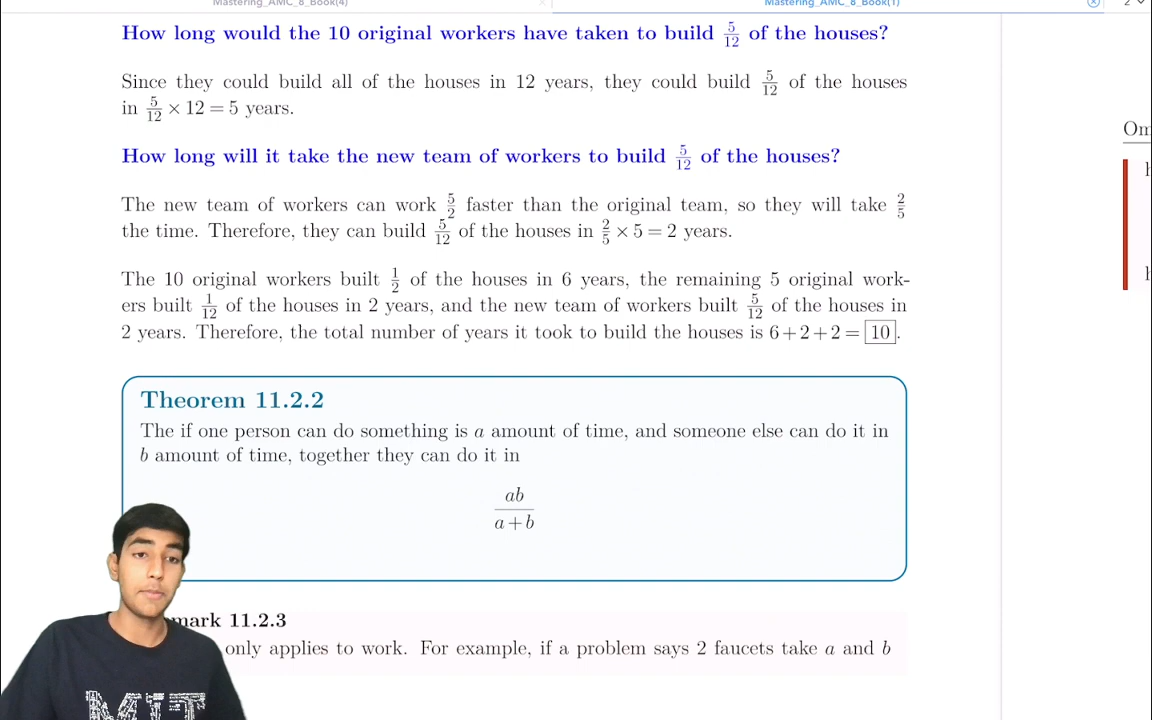 Mastering_AMC_8_Book(4) Mastering_AMC_8_Book(1) 2
How long would the 10 original workers have taken to build 5/12 of the houses?
Since they could build all of the houses in 12 years, they could build 5/12 of the houses
in 5/12 × 12 = 5 years.
Om
How long will it take the new team of workers to build 5/12 of the houses?
The new team of workers can work 5/2 faster than the original team, so they will take 2/5
the time. Therefore, they can build 5/12 of the houses in 2/5 × 5 = 2 years.
The 10 original workers built 1/2 of the houses in 6 years, the remaining 5 original work-
ers built 1/12 of the houses in 2 years, and the new team of workers built 5/12 of the houses in
2 years. Therefore, the total number of years it took to build the houses is 6+2+2 = 10.
Theorem 11.2.2
The if one person can do something is a amount of time, and someone else can do it in
b amount of time, together they can do it in
ab
a+b
mark 11.2.3
only applies to work. For example, if a problem says 2 faucets take a and b
MIT